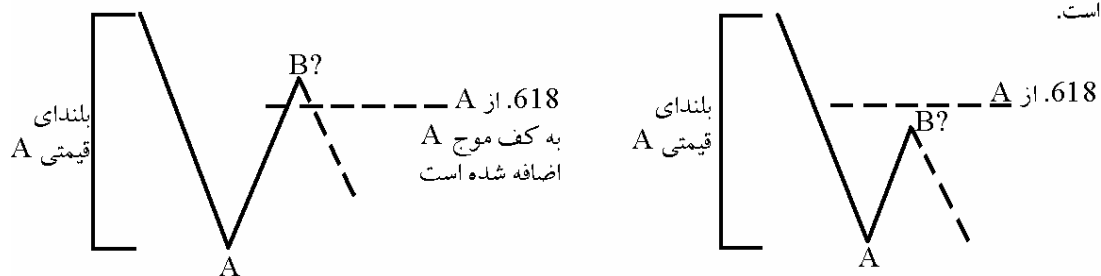 است.
B?
.618 از A
به کف موج A
اضافه شده است
بلندای
قیمتی A
A
.618 از A
B?
بلندای
قیمتی A
A